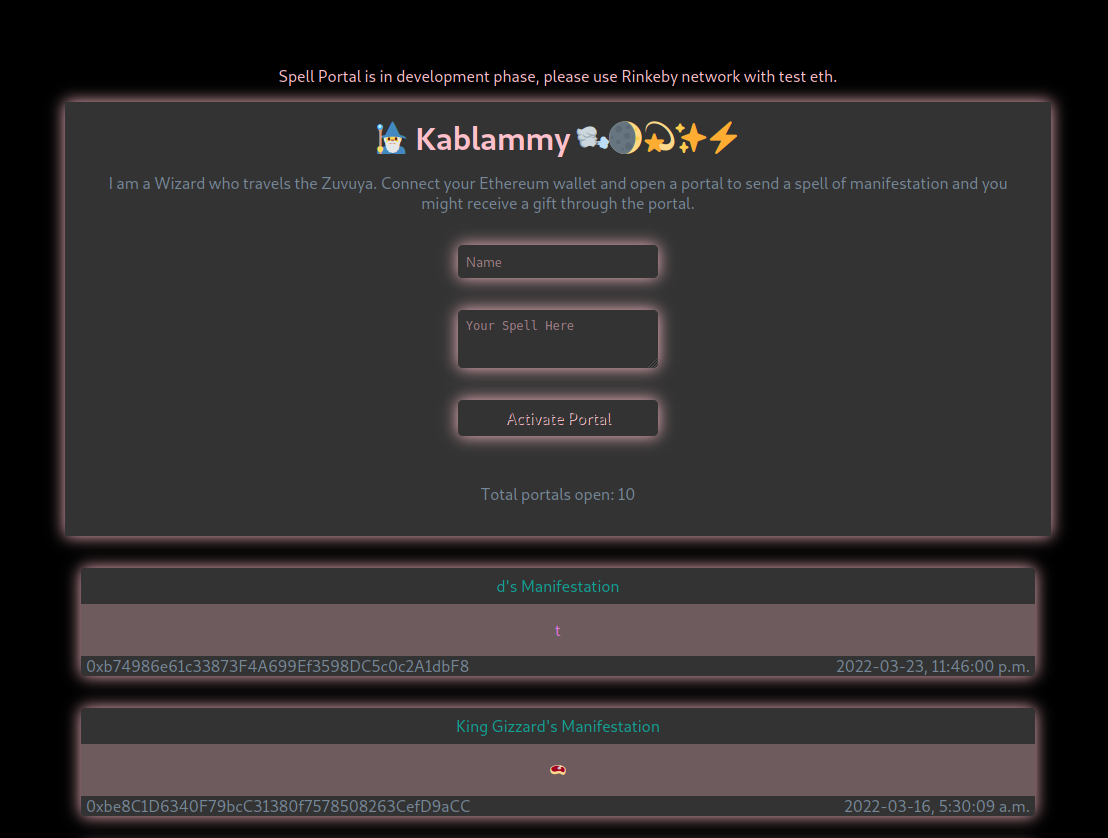 Spell Portal is in development phase, please use Rinkeby network with test eth.
🧙‍♂️ Kablammy 🌬️🌒💫✨⚡
I am a Wizard who travels the Zuvuya. Connect your Ethereum wallet and open a portal to send a spell of manifestation and you
might receive a gift through the portal.
Name
Your Spell Here
Activate Portal
Total portals open: 10
d's Manifestation
t
0xb74986e61c33873F4A699Ef3598DC5c0c2A1dbF8 2022-03-23, 11:46:00 p.m.
King Gizzard's Manifestation
🥩
0xbe8C1D6340F79bcC31380f7578508263CefD9aCC 2022-03-16, 5:30:09 a.m.